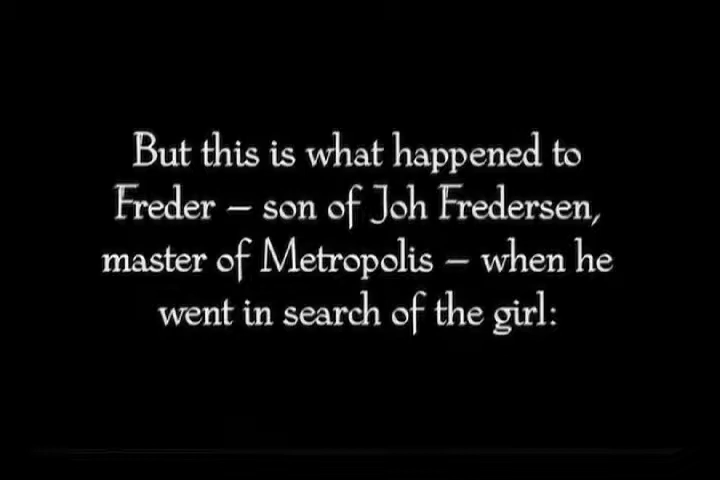 But this is what happened to
Freder – son of Joh Fredersen,
master of Metropolis – when he
went in search of the girl: